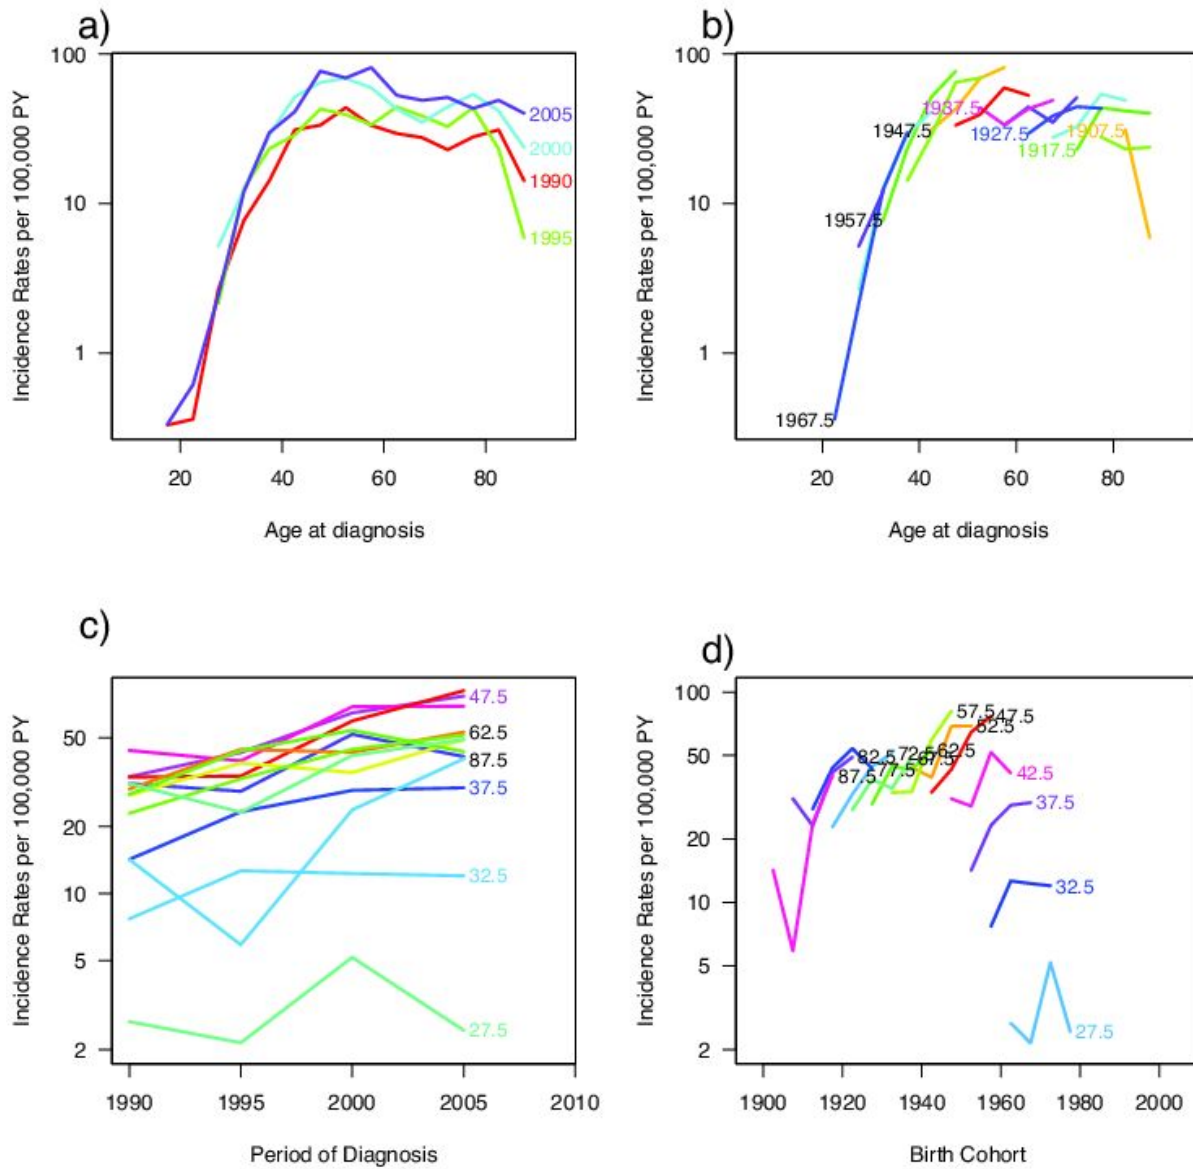 a)
100
10
1
Incidence Rates per 100,000 PY
2005
2000
1990
1995
20 40 60 80
Age at diagnosis
b)
100
10
1
Incidence Rates per 100,000 PY
1937.5
1947.5
1927.5
1907.5
1917.5
1957.5
1967.5
20 40 60 80
Age at diagnosis
c)
50
20
10
5
2
Incidence Rates per 100,000 PY
47.5
62.5
87.5
37.5
32.5
27.5
1990 1995 2000 2005 2010
Period of Diagnosis
d)
100
50
20
10
5
2
Incidence Rates per 100,000 PY
57.5
47.5
52.5
62.5
72.5
67.5
82.5
77.5
87.5
42.5
37.5
32.5
27.5
1900 1920 1940 1960 1980 2000
Birth Cohort